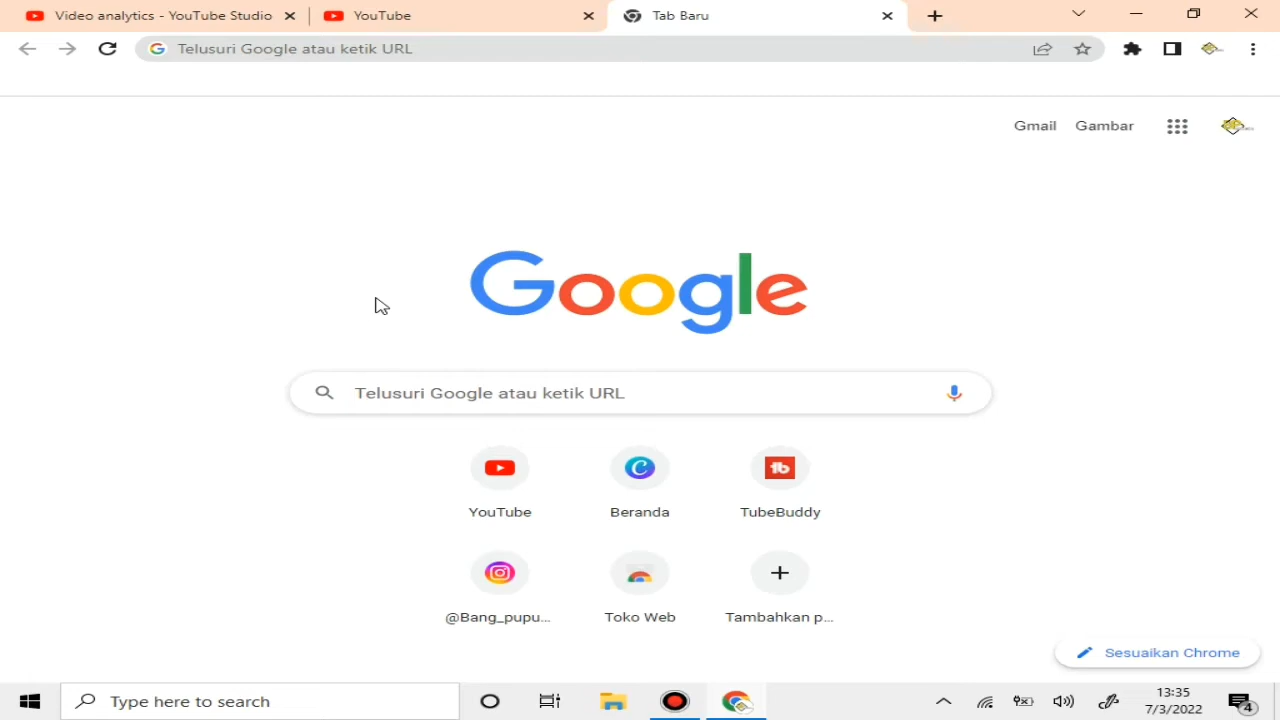 Video analytics - YouTube Studio
YouTube
Tab Baru
Telusuri Google atau ketik URL
Gmail
Gambar
Google
Telusuri Google atau ketik URL
YouTube
Beranda
TubeBuddy
@Bang_pupu...
Toko Web
Tambahkan p...
Sesuaikan Chrome
Type here to search
13:35
7/3/2022
4